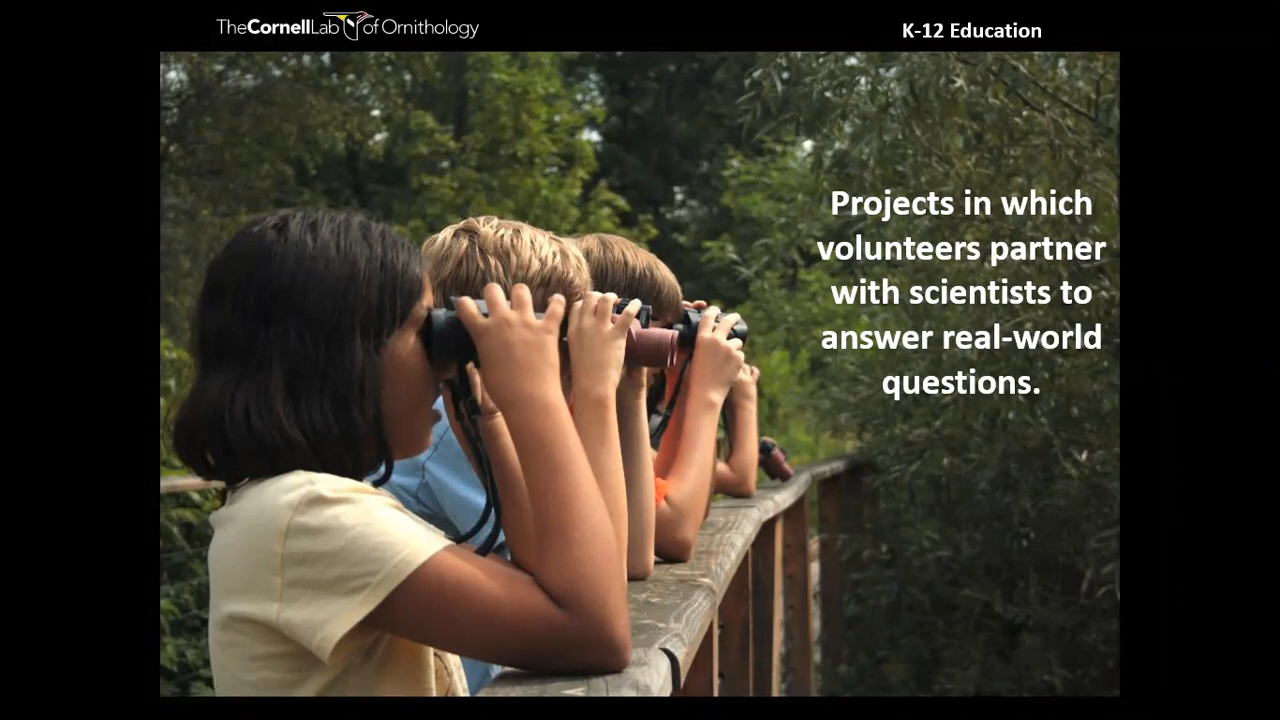 TheCornellLab of Ornithology
K-12 Education
Projects in which
volunteers partner
with scientists to
answer real-world
questions.